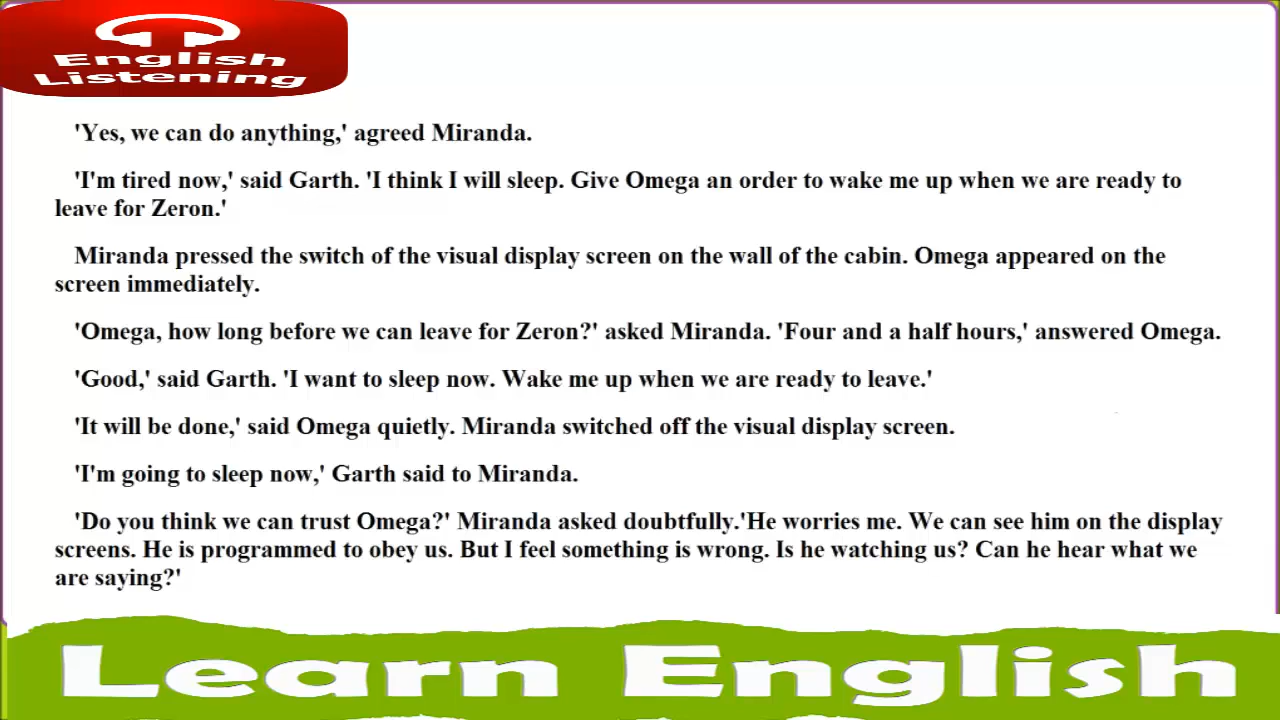 English
Listening
'Yes, we can do anything,' agreed Miranda.
'I'm tired now,' said Garth. 'I think I will sleep. Give Omega an order to wake me up when we are ready to
leave for Zeron.'
Miranda pressed the switch of the visual display screen on the wall of the cabin. Omega appeared on the
screen immediately.
'Omega, how long before we can leave for Zeron?' asked Miranda. 'Four and a half hours,' answered Omega.
'Good,' said Garth. 'I want to sleep now. Wake me up when we are ready to leave.'
'It will be done,' said Omega quietly. Miranda switched off the visual display screen.
'I'm going to sleep now,' Garth said to Miranda.
'Do you think we can trust Omega?' Miranda asked doubtfully.'He worries me. We can see him on the display
screens. He is programmed to obey us. But I feel something is wrong. Is he watching us? Can he hear what we
are saying?'
Learn English